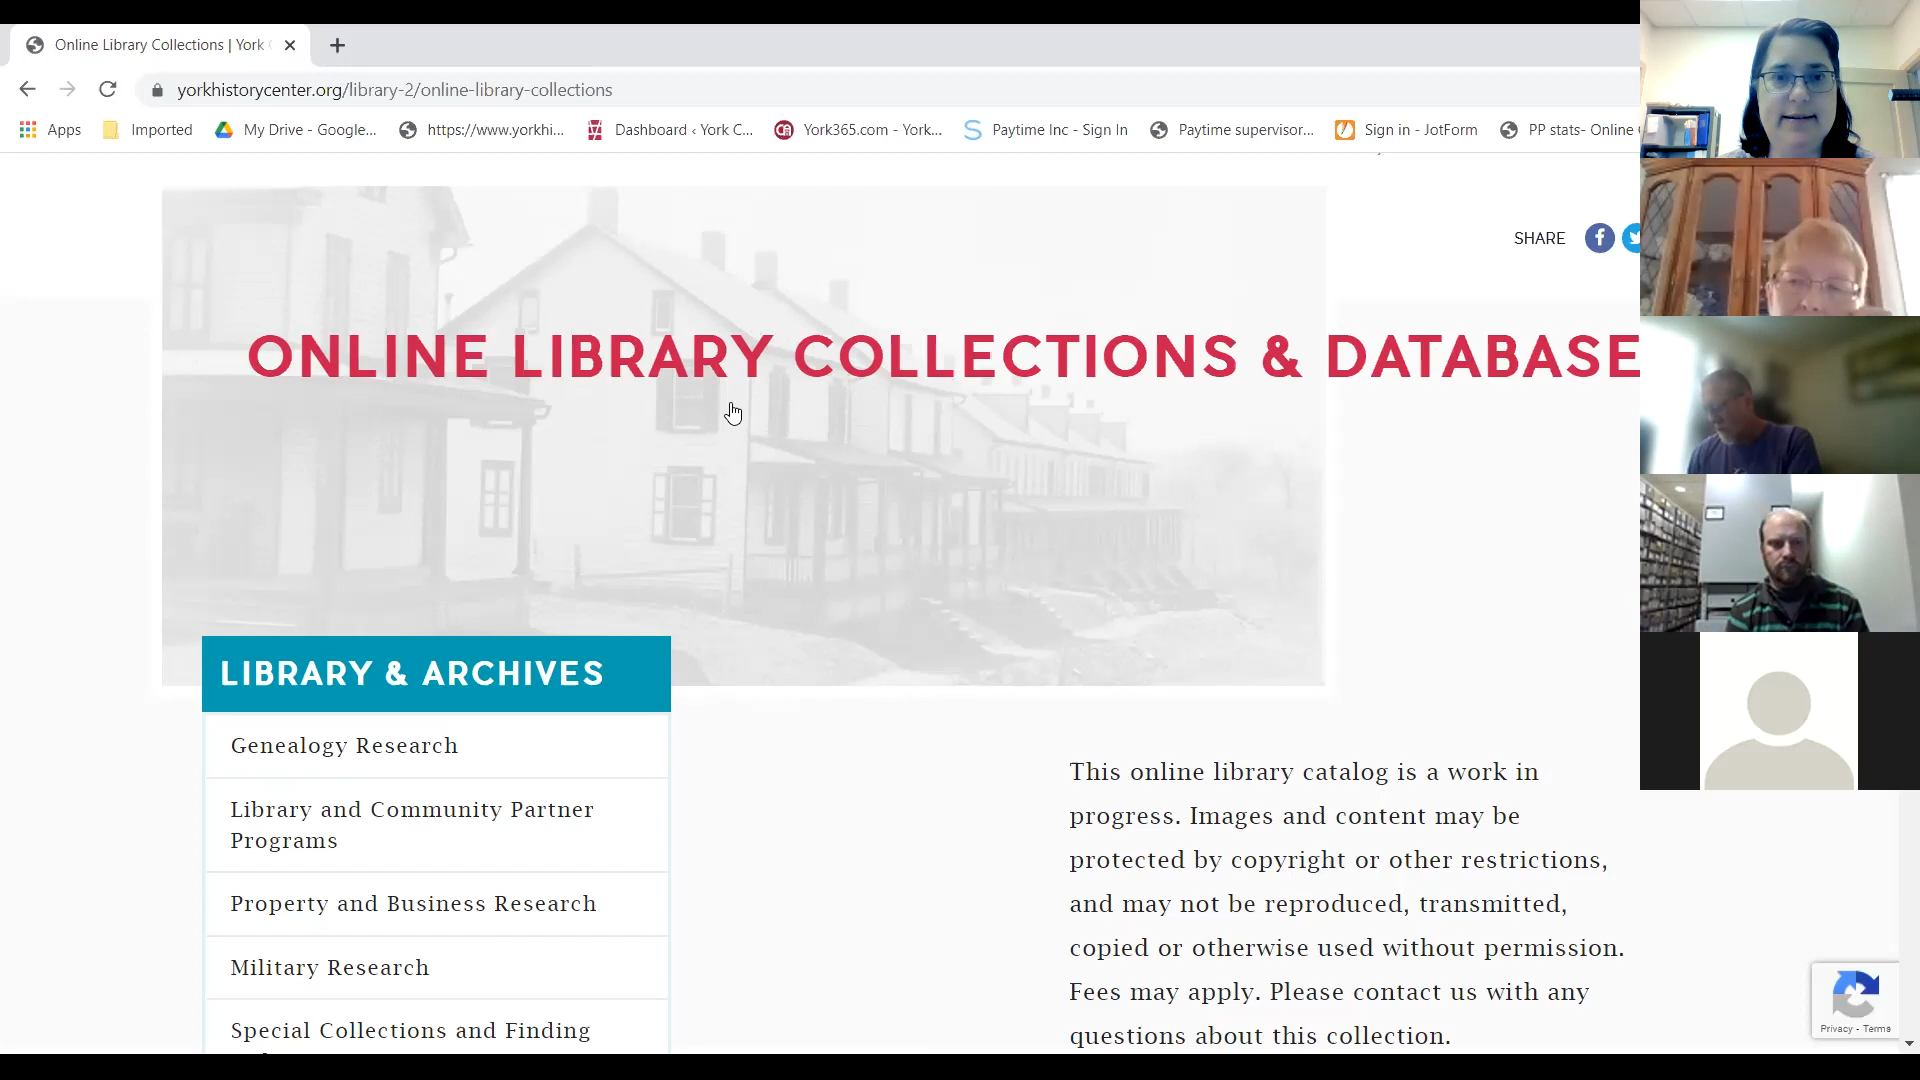 Online Library Collections | York
yorkhistorycenter.org/library-2/online-library-collections
Apps
Imported
My Drive - Google...
https://www.yorkhi...
Dashboard ‹ York C...
York365.com - York...
Paytime Inc - Sign In
Paytime supervisor...
Sign in - JotForm
PP stats- Online
SHARE
ONLINE LIBRARY COLLECTIONS & DATABASE
LIBRARY & ARCHIVES
Genealogy Research
Library and Community Partner
Programs
Property and Business Research
Military Research
Special Collections and Finding
This online library catalog is a work in
progress. Images and content may be
protected by copyright or other restrictions,
and may not be reproduced, transmitted,
copied or otherwise used without permission.
Fees may apply. Please contact us with any
questions about this collection.
Privacy - Terms